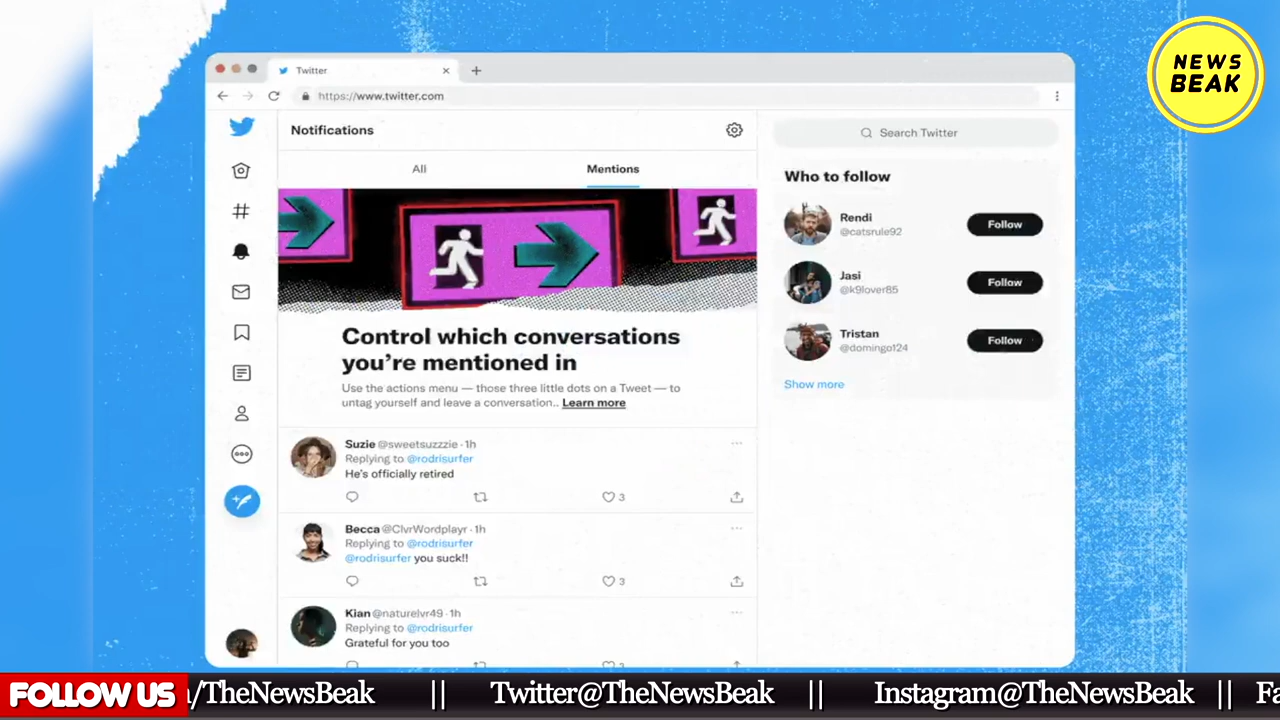 NEWS
BEAK
Twitter
https://www.twitter.com
Notifications
Search Twitter
All
Mentions
Who to follow
Rendi
@catsrule92
Follow
Jasi
@k9lover85
Follow
Tristan
@domingo124
Follow
Show more
Control which conversations
you're mentioned in
Use the actions menu — those three little dots on a Tweet — to
untag yourself and leave a conversation.. Learn more
Suzie @sweetsuzzzie · 1h
Replying to @rodrisurfer
He's officially retired
3
Becca @ClvrWordplayr · 1h
Replying to @rodrisurfer
@rodrisurfer you suck!!
3
Kian @naturelvr49 · 1h
Replying to @rodrisurfer
Grateful for you too
3
FOLLOW US /TheNewsBeak || Twitter@TheNewsBeak || Instagram@TheNewsBeak || Fa